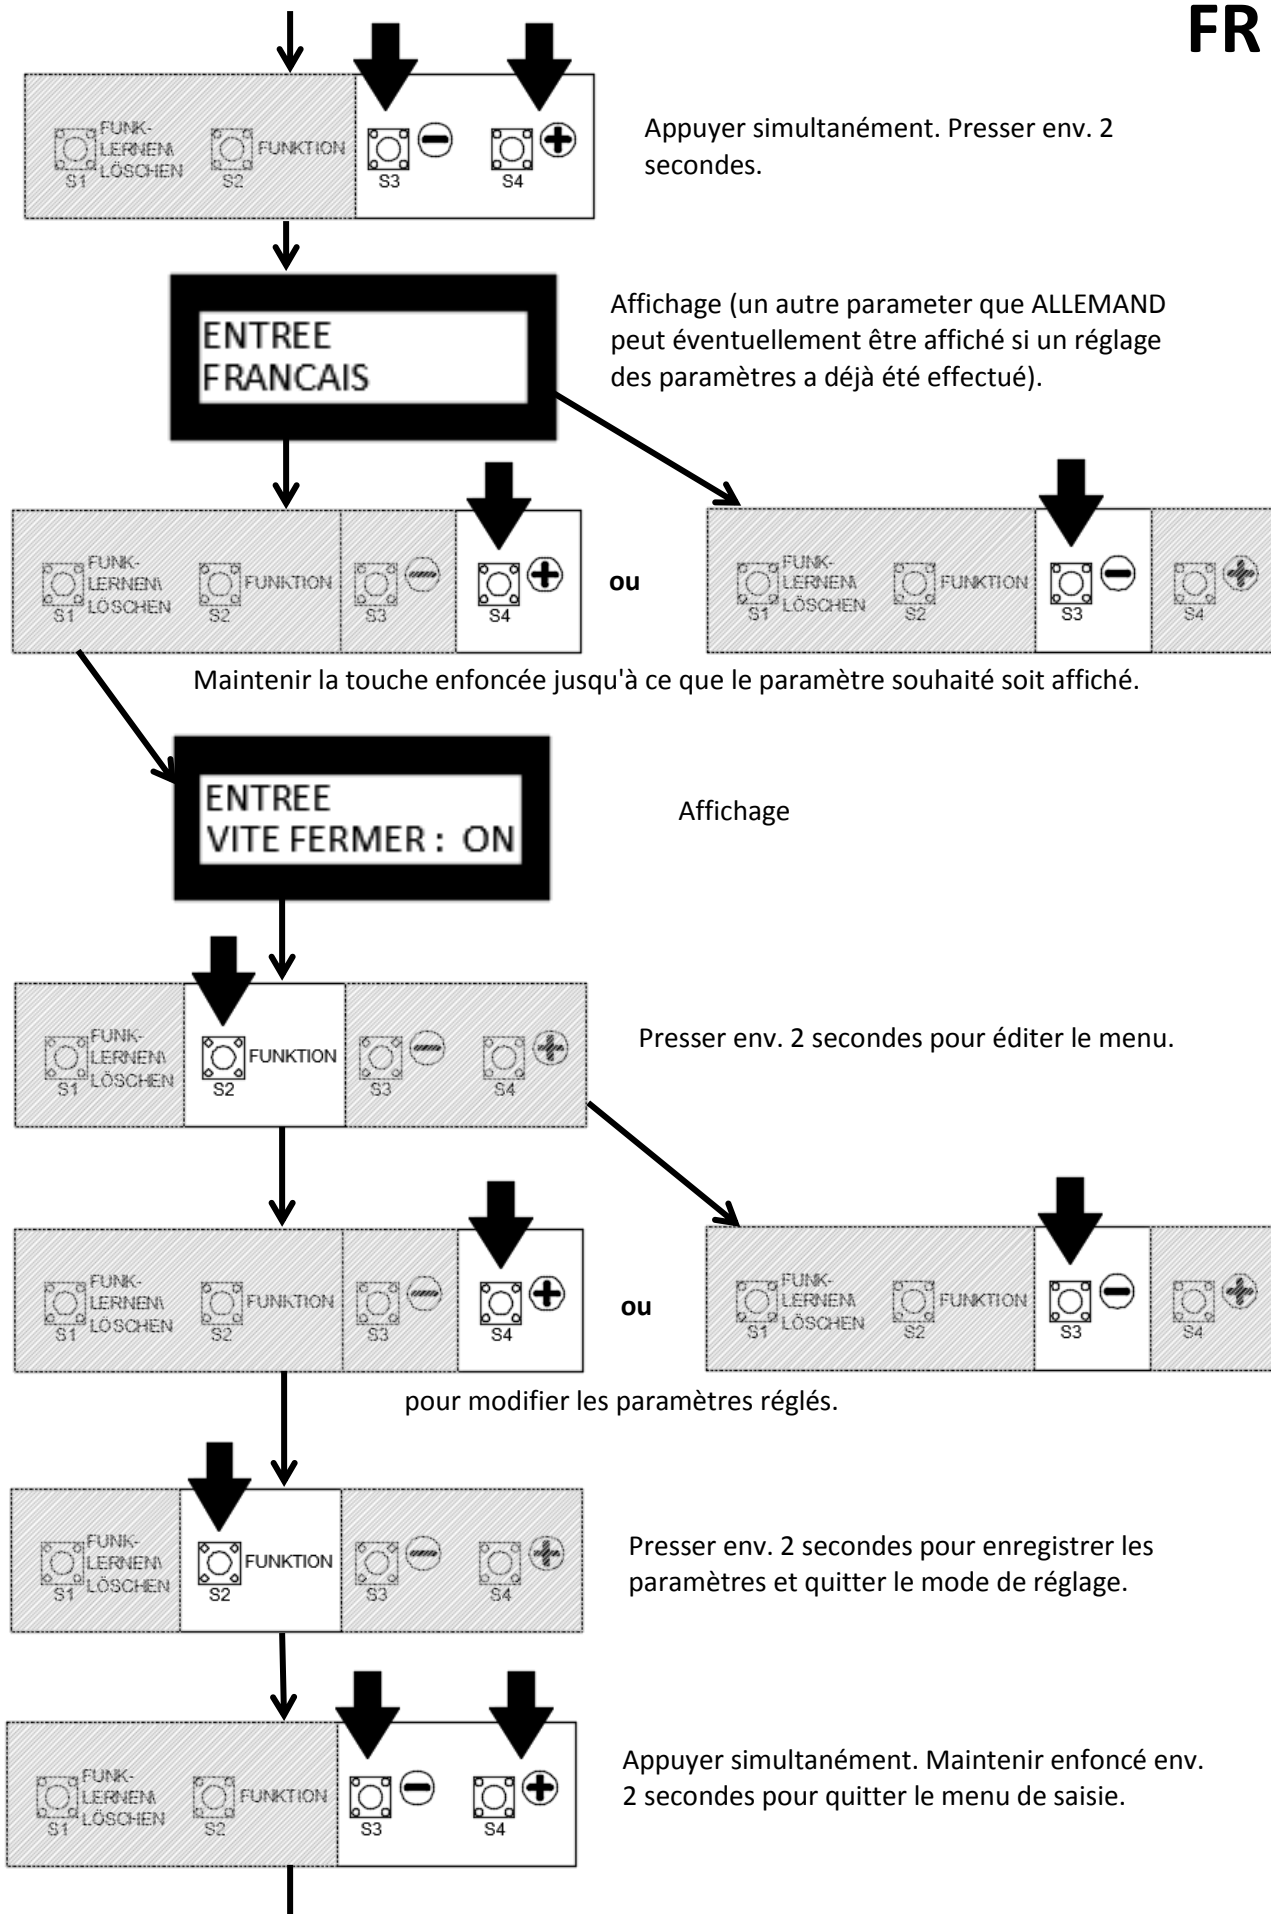 FR
FUNK-
LERNEN\
LÖSCHEN
S1
FUNKTION
S2
S3
S4
Appuyer simultanément. Presser env. 2
secondes.
ENTREE
FRANCAIS
Affichage (un autre parameter que ALLEMAND
peut éventuellement être affiché si un réglage
des paramètres a déjà été effectué).
FUNK-
LERNEN\
LÖSCHEN
S1
FUNKTION
S2
S3
S4
ou
FUNK-
LERNEN\
LÖSCHEN
S1
FUNKTION
S2
S3
S4
Maintenir la touche enfoncée jusqu'à ce que le paramètre souhaité soit affiché.
ENTREE
VITE FERMER : ON
Affichage
FUNK-
LERNEN\
LÖSCHEN
S1
FUNKTION
S2
S3
S4
Presser env. 2 secondes pour éditer le menu.
FUNK-
LERNEN\
LÖSCHEN
S1
FUNKTION
S2
S3
S4
ou
FUNK-
LERNEN\
LÖSCHEN
S1
FUNKTION
S2
S3
S4
pour modifier les paramètres réglés.
FUNK-
LERNEN\
LÖSCHEN
S1
FUNKTION
S2
S3
S4
Presser env. 2 secondes pour enregistrer les
paramètres et quitter le mode de réglage.
FUNK-
LERNEN\
LÖSCHEN
S1
FUNKTION
S2
S3
S4
Appuyer simultanément. Maintenir enfoncé env.
2 secondes pour quitter le menu de saisie.